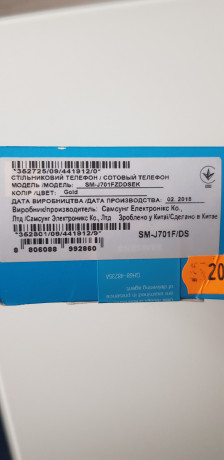 "352725/09/441912/0"
СТІЛЬНИКОВИЙ ТЕЛЕФОН / СОТОВЫЙ ТЕЛЕФОН
МОДЕЛЬ /МОДЕЛЬ: SM-J701FZDDSEK
КОЛІР /ЦВЕТ: Gold
ДАТА ВИРОБНИЦТВА /ДАТА ПРОИЗВОДСТВА: 02. 2018
Виробник/производитель: Самсунг Електронікс Ко.,
Лтд /Самсунг Электроникс Ко., Лтд Зроблено у Китаї/Сделано в Китае
"352801/09/441912/9"
SM-J701F/DS
8 806088 992860
20